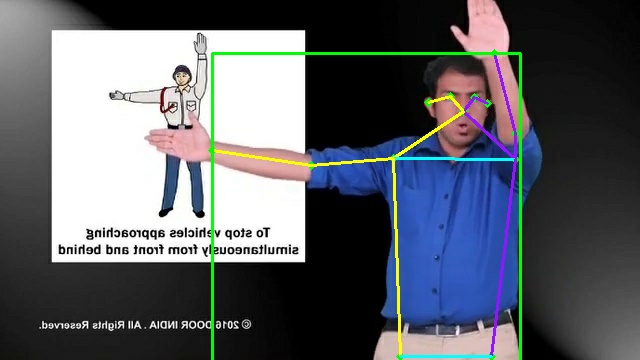 To stop vehicles approaching
simultaneously from front and behind
© 2016 DOOR INDIA . All Rights Reserved.